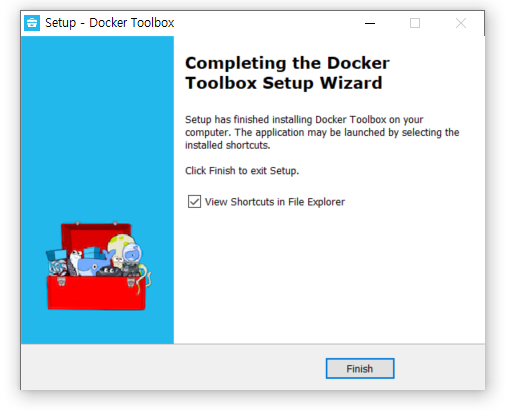 Setup - Docker Toolbox
Completing the Docker
Toolbox Setup Wizard
Setup has finished installing Docker Toolbox on your
computer. The application may be launched by selecting the
installed shortcuts.
Click Finish to exit Setup.
View Shortcuts in File Explorer
Finish